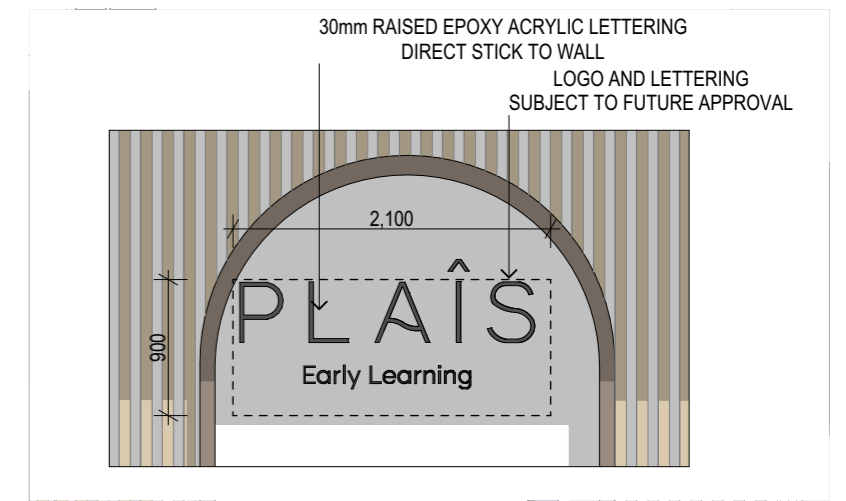 30mm RAISED EPOXY ACRYLIC LETTERING
DIRECT STICK TO WALL
LOGO AND LETTERING
SUBJECT TO FUTURE APPROVAL
2,100
900
PLAÎS
Early Learning